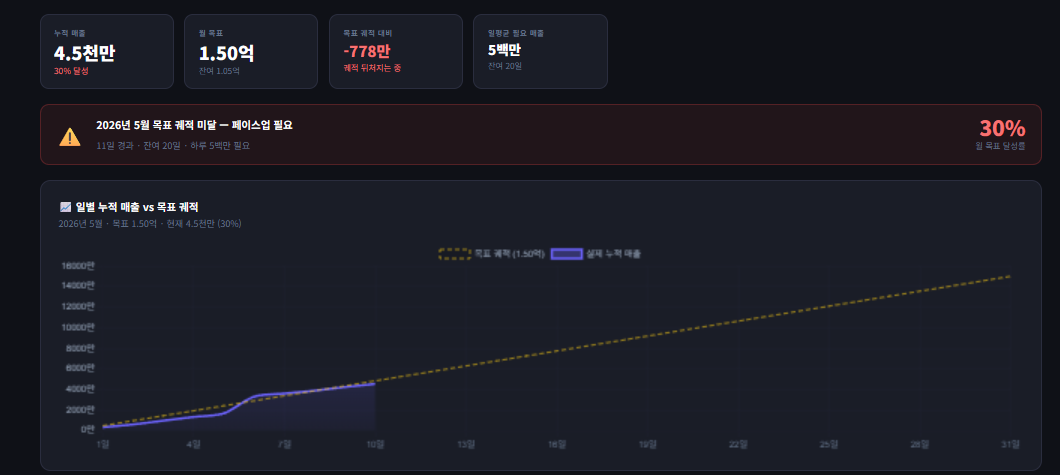 누적 매출
4.5천만
30% 달성
월 목표
1.50억
잔여 1.05억
목표 궤적 대비
-778만
궤적 뒤처지는 중
일평균 필요 매출
5백만
잔여 20일
2026년 5월 목표 궤적 미달 — 페이스업 필요
11일 경과 · 잔여 20일 · 하루 5백만 필요
30%
월 목표 달성률
일별 누적 매출 vs 목표 궤적
2026년 5월 · 목표 1.50억 · 현재 4.5천만 (30%)
목표 궤적 (1.50억) 실제 누적 매출
16000만
14000만
12000만
10000만
8000만
6000만
4000만
2000만
0만
1일 4일 7일 10일 13일 16일 19일 22일 25일 28일 31일